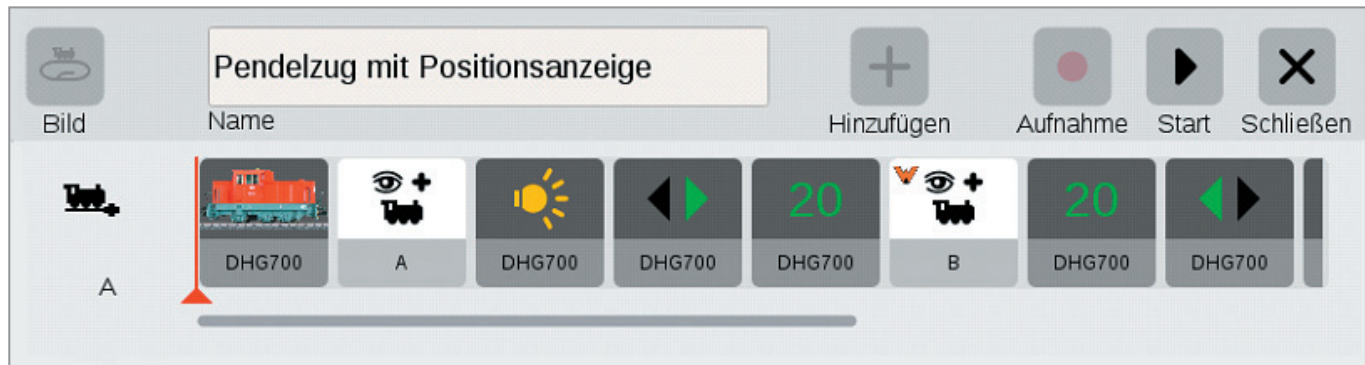 Pendelzug mit Positionsanzeige
Bild
Name
Hinzufügen
Aufnahme
Start
Schließen
20
20
DHG700
A
DHG700
DHG700
DHG700
B
DHG700
DHG700
A